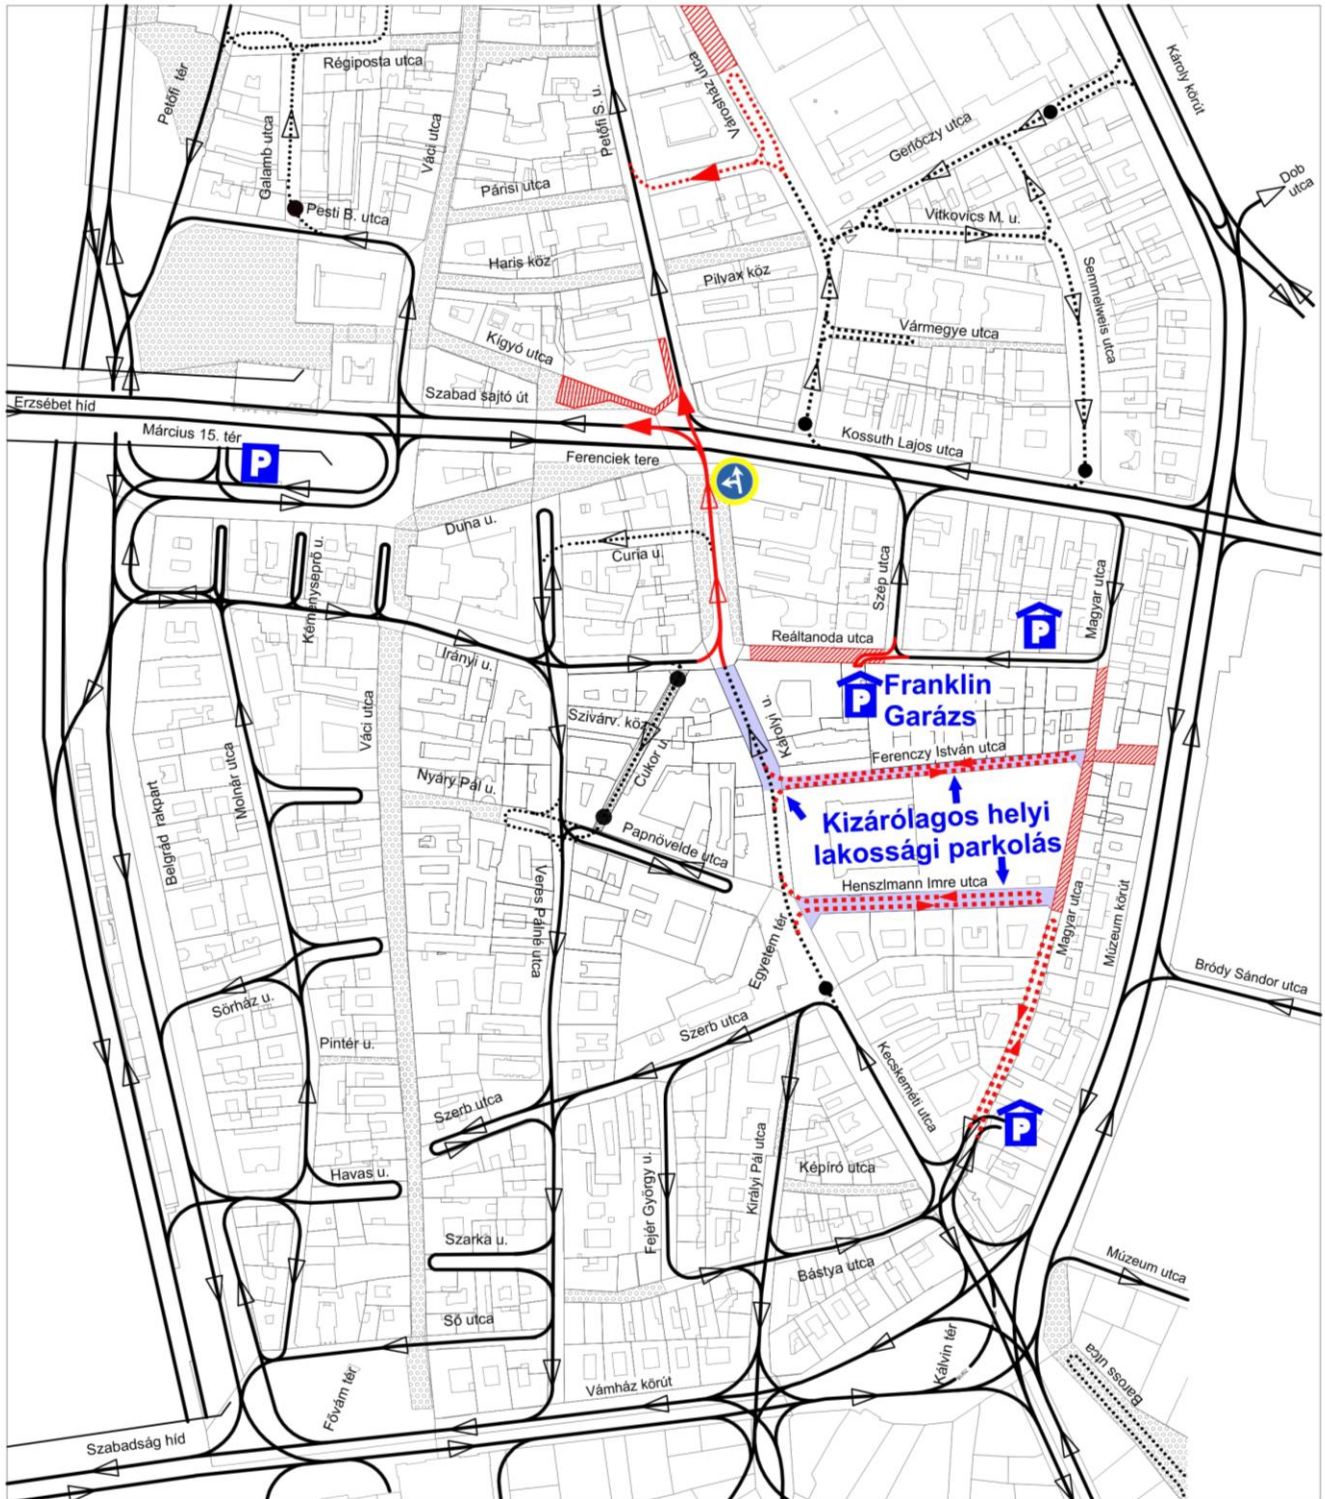 Régiposta utca
Petőfi tér
Galamb utca
Váci utca
Petőfi S. u.
Városház utca
Károly körút
Gerlóczy utca
Dob
utca
Párisi utca
Pesti B. utca
Vitkovics M. u.
Haris köz
Pilvax köz
Semmelweis utca
Vármegye utca
Kígyó utca
Szabad sajtó út
Erzsébet híd
Március 15. tér
P
Ferenciek tere
Kossuth Lajos utca
Duna u.
Curia u.
Kéményseprő u.
Szép utca
Magyar utca
P
Irányi u.
Reáltanoda utca
P
Franklin
Garázs
Szivárv. köz
Cukor u.
Károlyi u.
Ferenczy István utca
Váci utca
Molnár utca
Belgrád rakpart
Nyáry Pál u.
Papnövelde utca
Kizárólagos helyi
lakossági parkolás
Henszlmann Imre utca
Veres Pálné utca
Egyetem tér
Magyar utca
Múzeum körút
Bródy Sándor utca
Sörház u.
Szerb utca
Pintér u.
Kecskeméti utca
Szerb utca
P
Havas u.
Fejér György u.
Királyi Pál utca
Képíró utca
Szarka u.
Bástya utca
Múzeum utca
Só utca
Kálvin tér
Baross utca
Fővám tér
Vámház körút
Szabadság híd